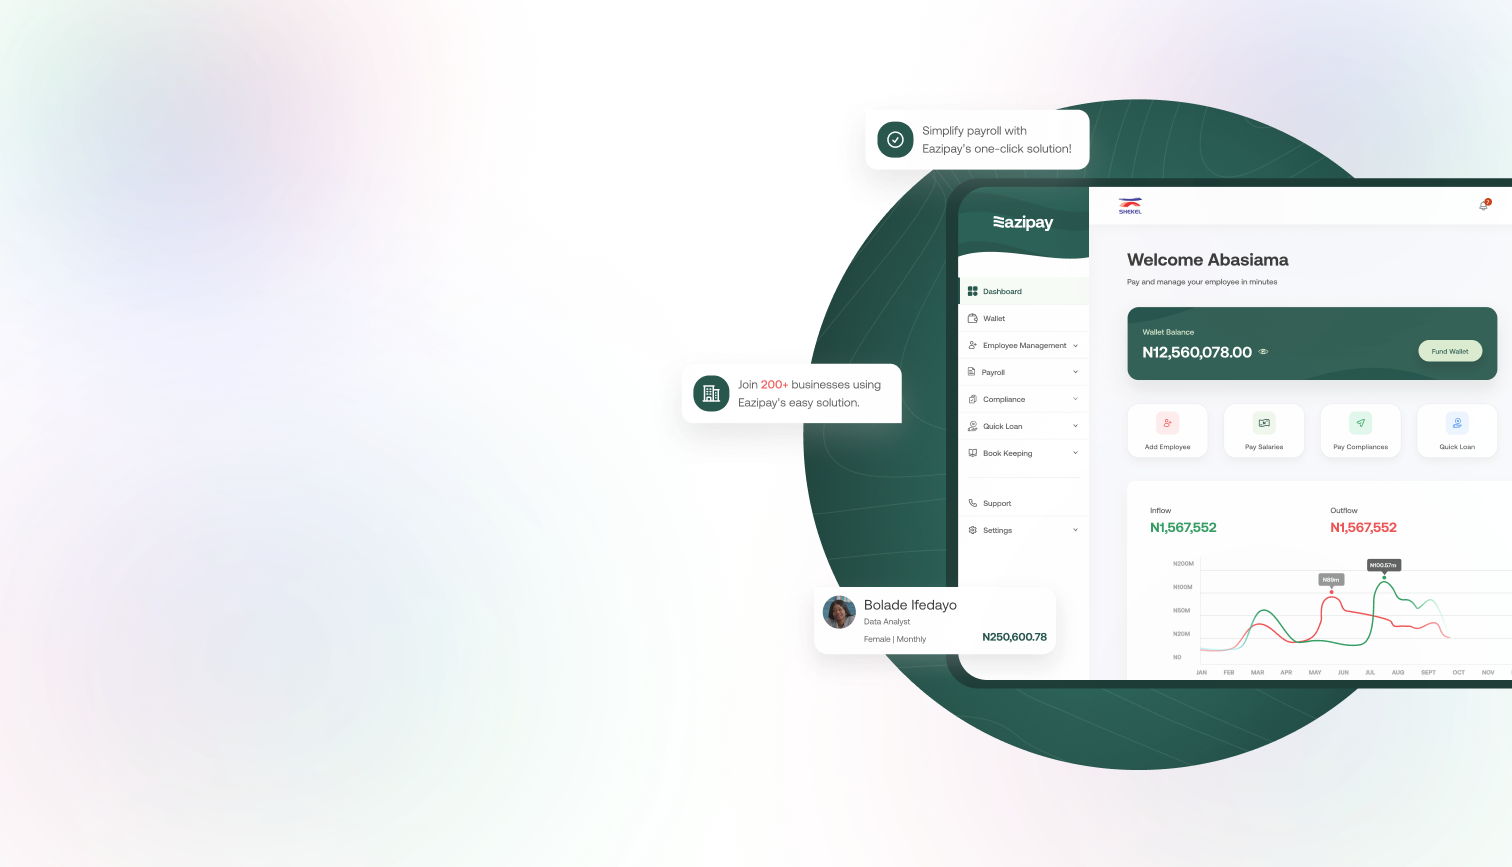 Simplify payroll with
Eazipay's one-click solution!
Join 200+ businesses using
Eazipay's easy solution.
Bolade Ifedayo
Data Analyst
Female | Monthly
N250,600.78
Eazipay
Dashboard
Wallet
Employee Management
Payroll
Compliance
Quick Loan
Book Keeping
Support
Settings
SHEKEL
7
Welcome Abasiama
Pay and manage your employee in minutes
Wallet Balance
N12,560,078.00
Fund Wallet
Add Employee
Pay Salaries
Pay Compliances
Quick Loan
Inflow
N1,567,552
Outflow
N1,567,552
N200M
N100M
N50M
N20M
N0
N89m
N100.57m
JAN FEB MAR APR MAY JUN JUL AUG SEPT OCT NOV